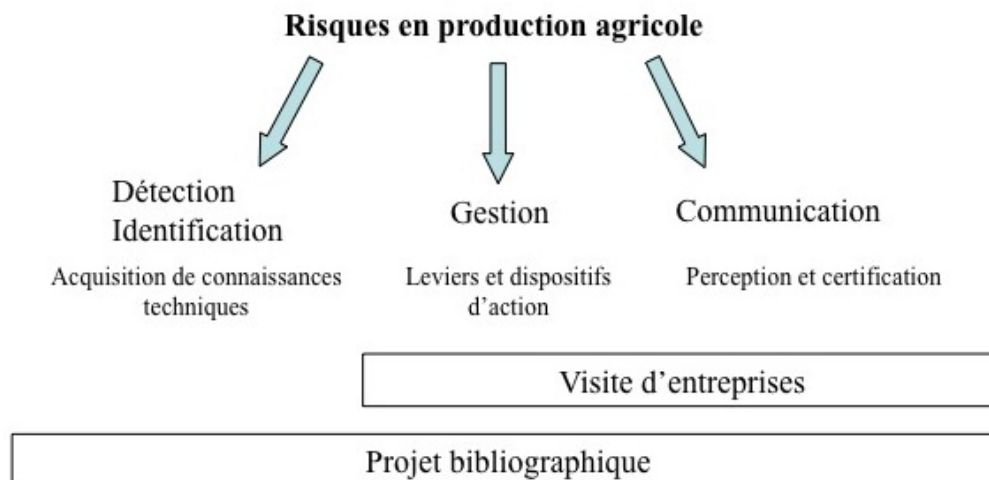 Risques en production agricole
Détection
Identification
Acquisition de connaissances
techniques
Gestion
Leviers et dispositifs
d'action
Communication
Perception et certification
Visite d'entreprises
Projet bibliographique